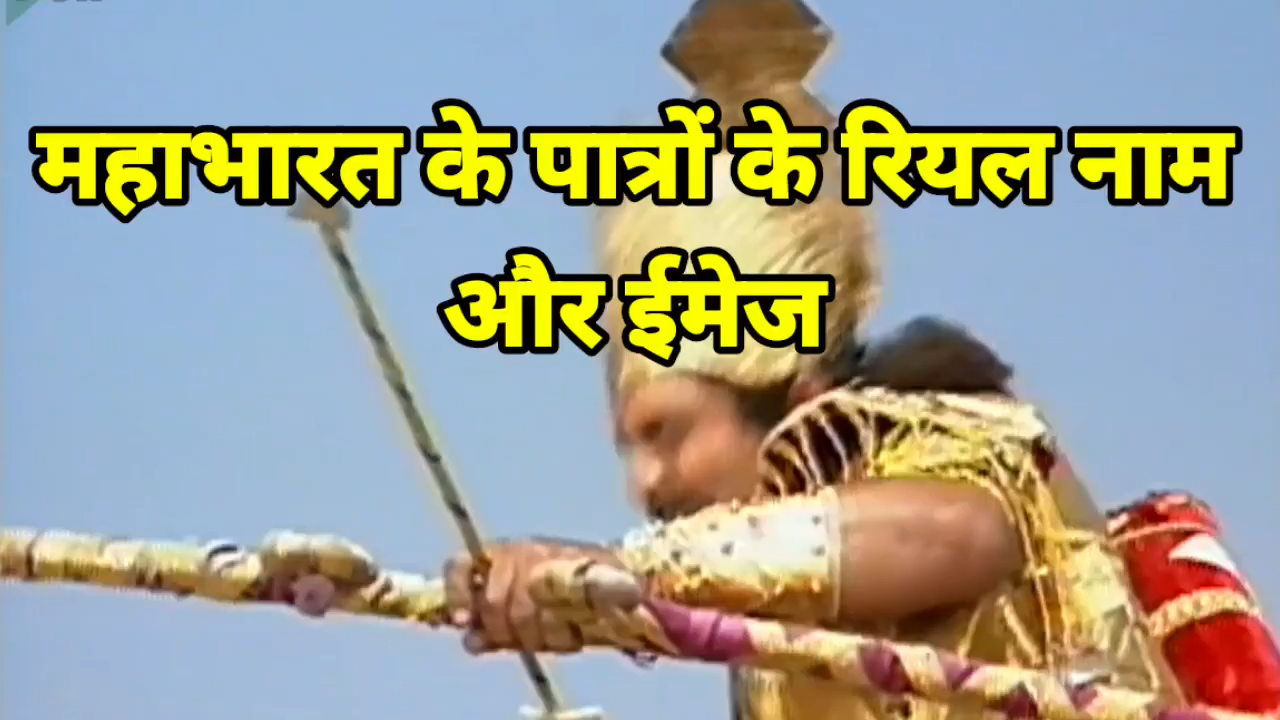 महाभारत के पात्रों के रियल नाम
और ईमेज